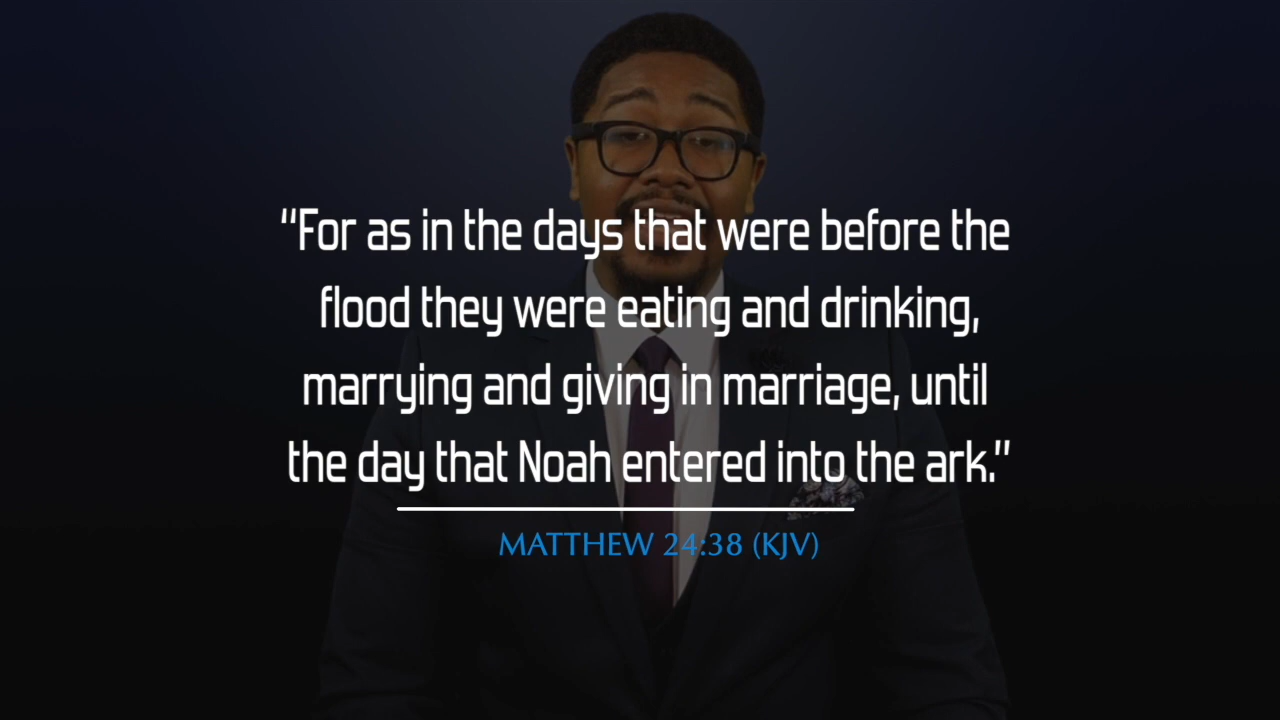 “For as in the days that were before the
flood they were eating and drinking,
marrying and giving in marriage, until
the day that Noah entered into the ark.”
MATTHEW 24:38 (KJV)